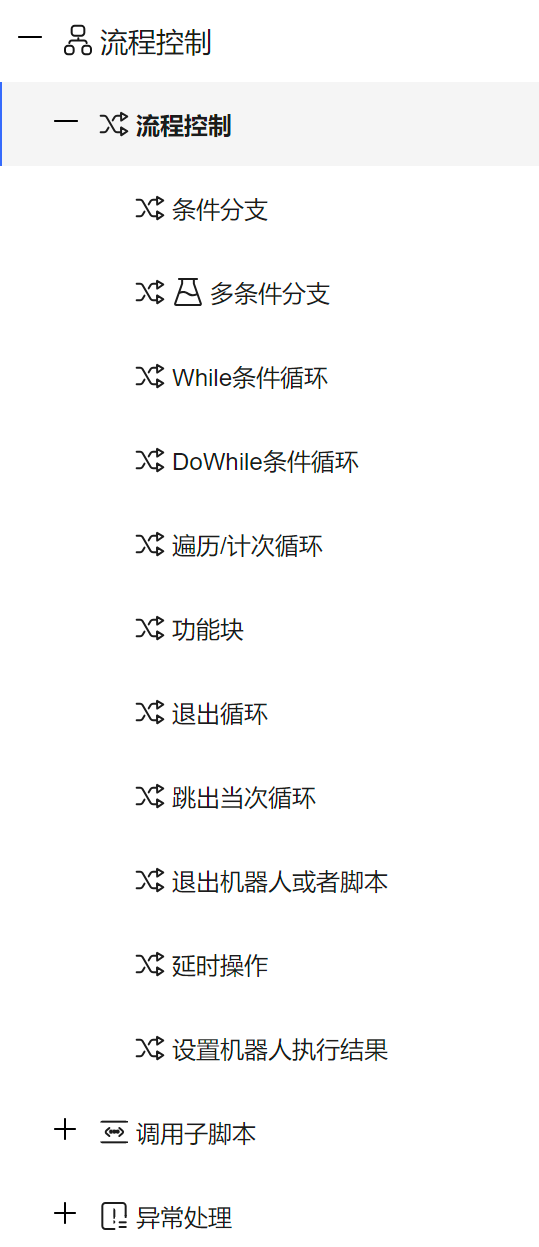 流程控制
流程控制
条件分支
多条件分支
While条件循环
DoWhile条件循环
遍历/计次循环
功能块
退出循环
跳出当次循环
退出机器人或者脚本
延时操作
设置机器人执行结果
调用子脚本
异常处理